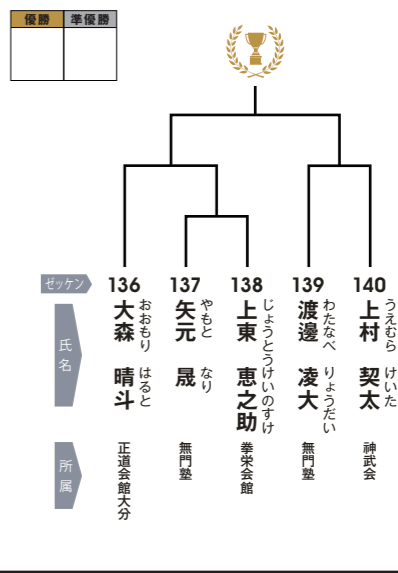 優勝 準優勝
ゼッケン
136 137 138 139 140
氏名
大森 晴斗
おおもり はると
矢元 晟
やもと なり
上東 恵之助
じょうとうけいのすけ
渡邊 凌大
わたなべ りょうだい
上村 契太
うえむら けいた
所属
正道会館大分
無門塾
拳栄会館
無門塾
神武会